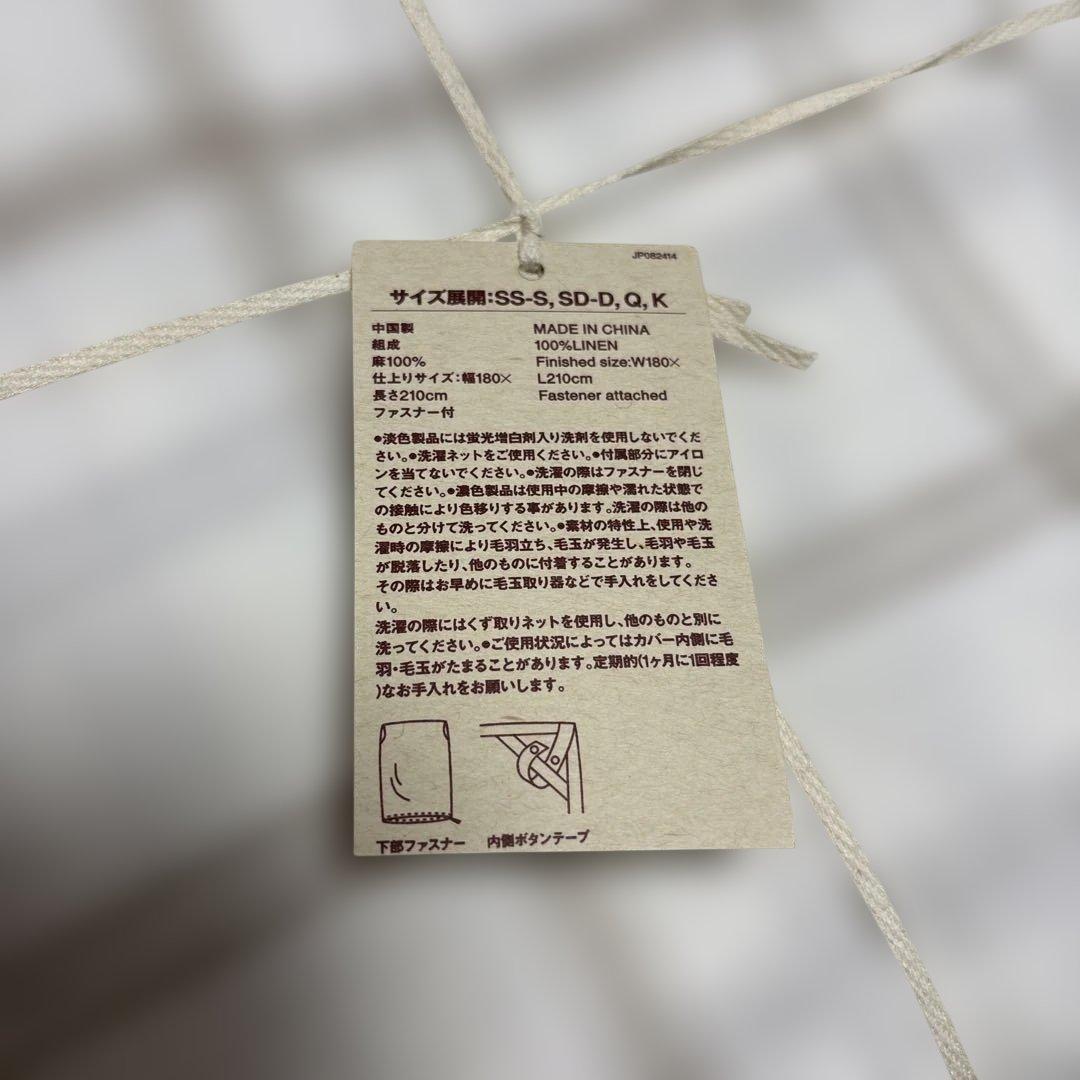 JP082414
サイズ展開:SS-S, SD-D, Q, K
中国製
組成
麻100%
仕上りサイズ:幅180×
長さ210cm
ファスナー付
MADE IN CHINA
100%LINEN
Finished size:W180×
L210cm
Fastener attached
●淡色製品には蛍光増白剤入り洗剤を使用しないでくだ
さい。●洗濯ネットをご使用ください。●付属部分にアイロ
ンを当てないでください。●洗濯の際はファスナーを閉じ
てください。●濃色製品は使用中の摩擦や濡れた状態で
の接触により色移りする事があります。洗濯の際は他の
ものと分けて洗ってください。●素材の特性上、使用や洗
濯時の摩擦により毛羽立ち、毛玉が発生し、毛羽や毛玉
が脱落したり、他のものに付着することがあります。
その際はお早めに毛玉取り器などで手入れをしてくださ
い。
洗濯の際にはくず取りネットを使用し、他のものと別に
洗ってください。●ご使用状況によってはカバー内側に毛
羽・毛玉がたまることがあります。定期的(1ヶ月に1回程度
)なお手入れをお願いします。
下部ファスナー
内側ボタンテープ